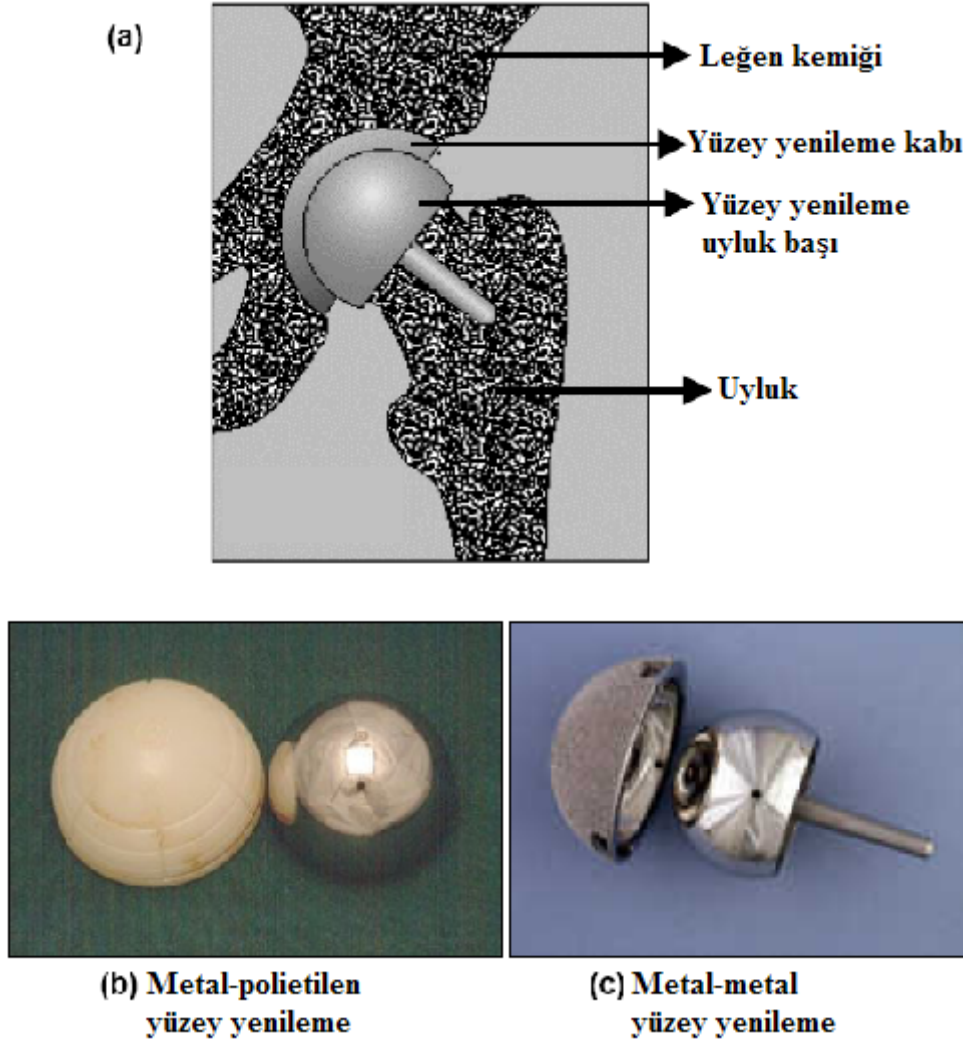 (a)
Leğen kemiği
Yüzey yenileme kabı
Yüzey yenileme
uyluk başı
Uyluk
(b) Metal-polietilen
yüzey yenileme
(c) Metal-metal
yüzey yenileme